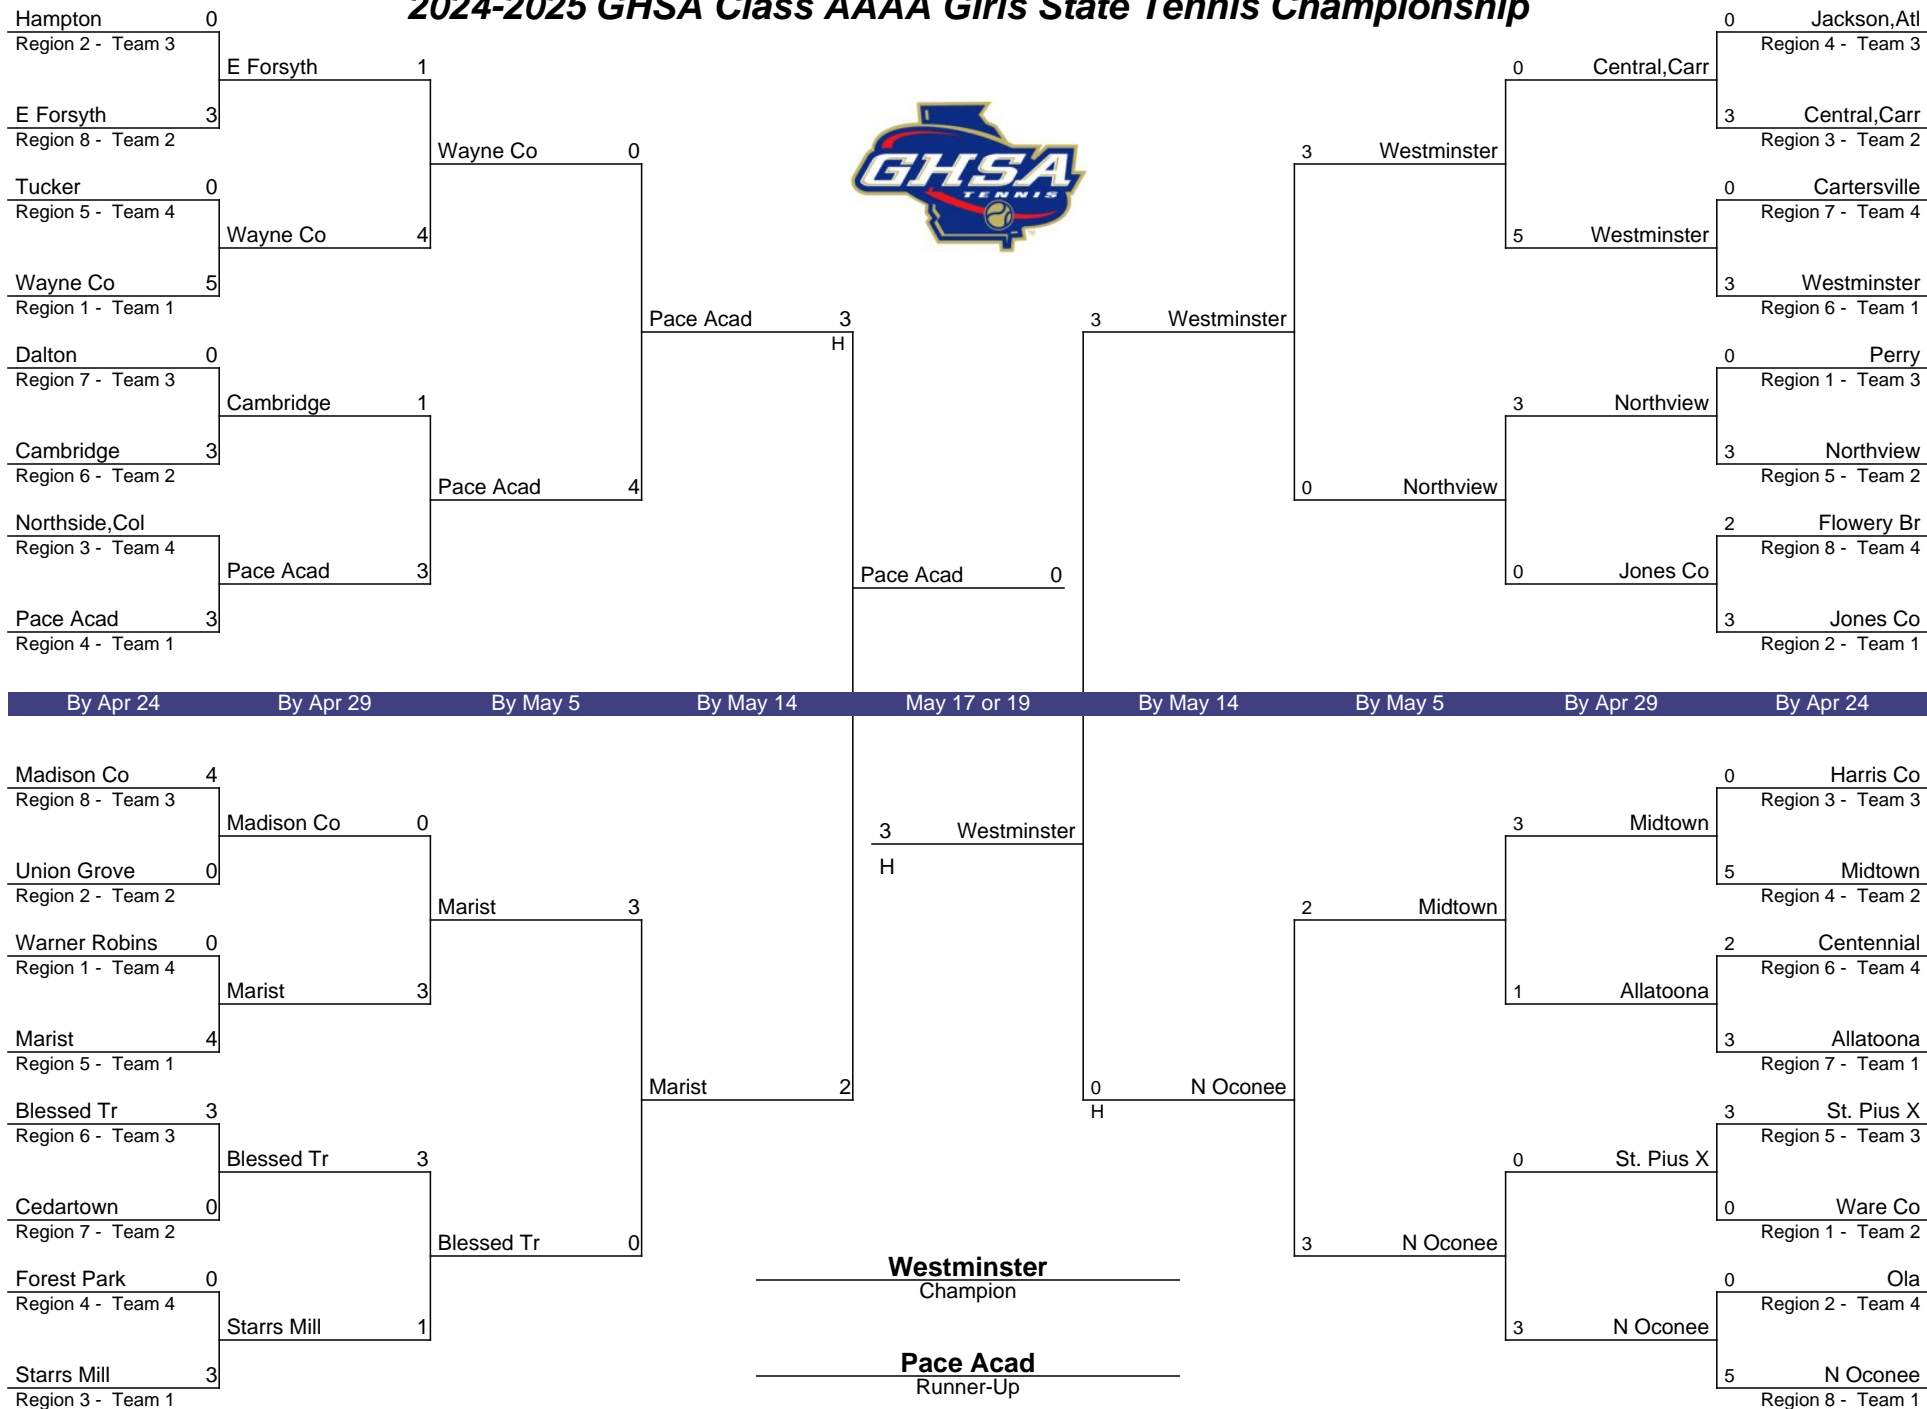 2024-2025 GHSA Class AAAA Girls State Tennis Championship
Hampton 0
Region 2 - Team 3
E Forsyth 1
E Forsyth 3
Region 8 - Team 2
Wayne Co 0
Tucker 0
Region 5 - Team 4
Wayne Co 4
Wayne Co 5
Region 1 - Team 1
Pace Acad 3
H
Dalton 0
Region 7 - Team 3
Cambridge 1
Cambridge 3
Region 6 - Team 2
Pace Acad 4
Northside,Col
Region 3 - Team 4
Pace Acad 3
Pace Acad 3
Region 4 - Team 1
Pace Acad 0
GHSA
TENNIS
0 Jackson,Atl
Region 4 - Team 3
0 Central,Carr
3 Central,Carr
Region 3 - Team 2
3 Westminster
0 Cartersville
Region 7 - Team 4
5 Westminster
3 Westminster
Region 6 - Team 1
3 Westminster
0 Perry
Region 1 - Team 3
3 Northview
3 Northview
Region 5 - Team 2
0 Northview
2 Flowery Br
Region 8 - Team 4
0 Jones Co
3 Jones Co
Region 2 - Team 1
By Apr 24 By Apr 29 By May 5 By May 14 May 17 or 19 By May 14 By May 5 By Apr 29 By Apr 24
Madison Co 4
Region 8 - Team 3
Madison Co 0
Union Grove 0
Region 2 - Team 2
Marist 3
Warner Robins 0
Region 1 - Team 4
Marist 3
Marist 4
Region 5 - Team 1
Marist 2
Blessed Tr 3
Region 6 - Team 3
Blessed Tr 3
Cedartown 0
Region 7 - Team 2
Blessed Tr 0
Forest Park 0
Region 4 - Team 4
Starrs Mill 1
Starrs Mill 3
Region 3 - Team 1
3 Westminster
H
Westminster
Champion
Pace Acad
Runner-Up
0 Harris Co
Region 3 - Team 3
3 Midtown
5 Midtown
Region 4 - Team 2
2 Midtown
2 Centennial
Region 6 - Team 4
1 Allatoona
3 Allatoona
Region 7 - Team 1
0 N Oconee
H
3 St. Pius X
Region 5 - Team 3
0 St. Pius X
0 Ware Co
Region 1 - Team 2
3 N Oconee
0 Ola
Region 2 - Team 4
3 N Oconee
5 N Oconee
Region 8 - Team 1